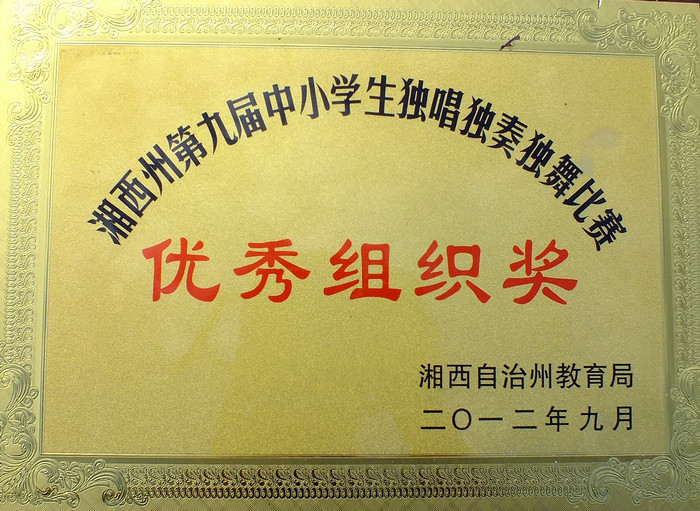 湘西州第九届中小学生独唱独奏独舞比赛
优秀组织奖
湘西自治州教育局
二〇一二年九月